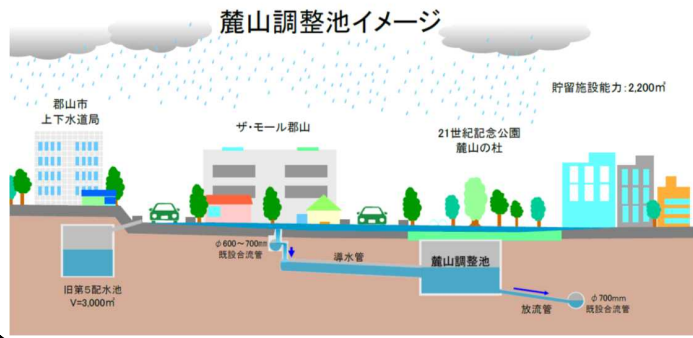 麓山調整池イメージ
貯留施設能力：2,200㎥
郡山市
上下水道局
ザ・モール郡山
21世紀記念公園
麓山の杜
φ600～700mm
既設合流管
導水管
麓山調整池
旧第5配水池
V=3,000㎥
放流管
φ700mm
既設合流管